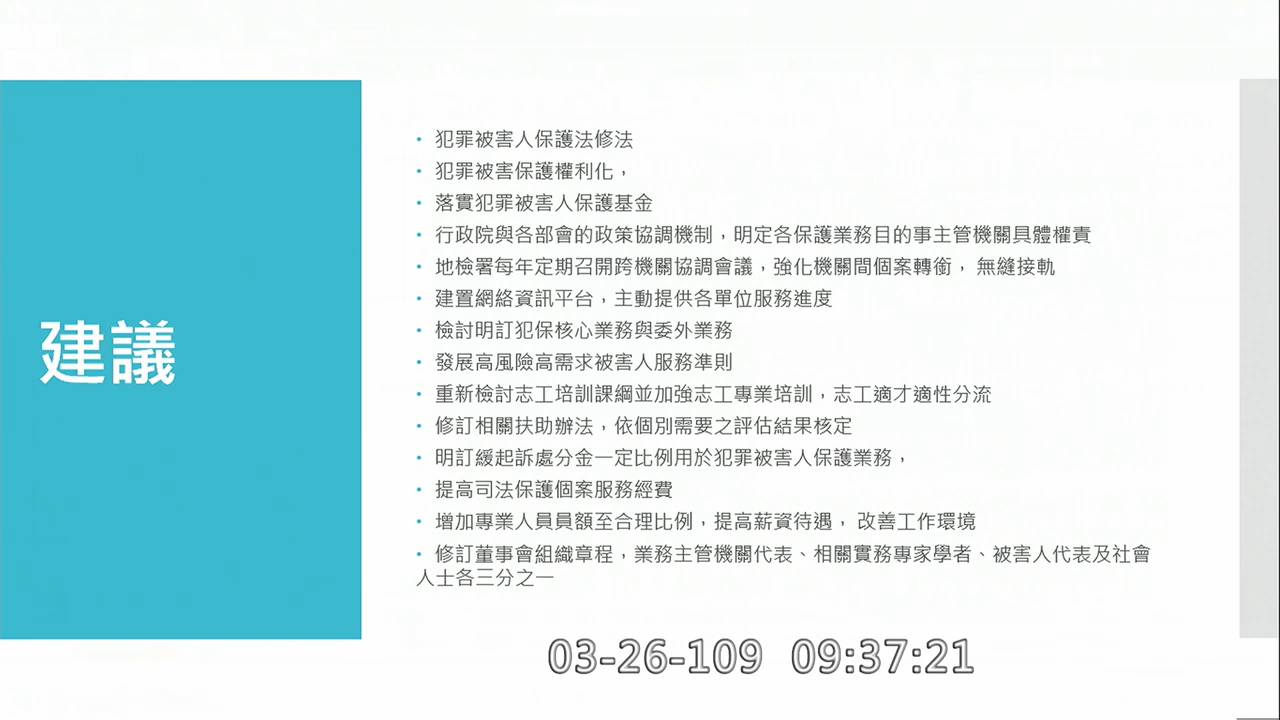 建議
• 犯罪被害人保護法修法
• 犯罪被害保護權利化，
• 落實犯罪被害人保護基金
• 行政院與各部會的政策協調機制，明定各保護業務目的事主管機關具體權責
• 地檢署每年定期召開跨機關協調會議，強化機關間個案轉銜， 無縫接軌
• 建置網絡資訊平台，主動提供各單位服務進度
• 檢討明訂犯保核心業務與委外業務
• 發展高風險高需求被害人服務準則
• 重新檢討志工培訓課綱並加強志工專業培訓，志工適才適性分流
• 修訂相關扶助辦法，依個別需要之評估結果核定
• 明訂緩起訴處分金一定比例用於犯罪被害人保護業務，
• 提高司法保護個案服務經費
• 增加專業人員員額至合理比例，提高薪資待遇， 改善工作環境
• 修訂董事會組織章程，業務主管機關代表、相關實務專家學者、被害人代表及社會
人士各三分之一
03-26-109 09:37:21